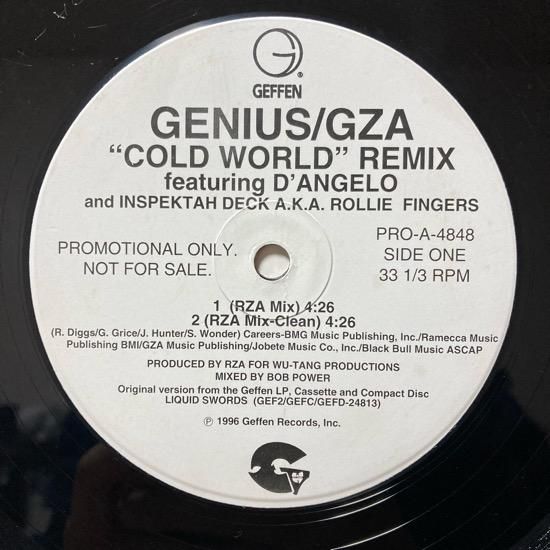 GEFFEN
GENIUS/GZA
"COLD WORLD" REMIX
featuring D'ANGELO
and INSPEKTAH DECK A.K.A. ROLLIE FINGERS
PROMOTIONAL ONLY.
NOT FOR SALE.
PRO-A-4848
SIDE ONE
33 1/3 RPM
1 (RZA Mix) 4:26
2 (RZA Mix-Clean) 4:26
(R. Diggs/G. Grice/J. Hunter/S. Wonder) Careers-BMG Music Publishing, Inc./Ramecca Music
Publishing BMI/GZA Music Publishing/Jobete Music Co., Inc./Black Bull Music ASCAP
PRODUCED BY RZA FOR WU-TANG PRODUCTIONS
MIXED BY BOB POWER
Original version from the Geffen LP, Cassette and Compact Disc
LIQUID SWORDS (GEF2/GEFC/GEFD-24813)
℗ 1996 Geffen Records, Inc.